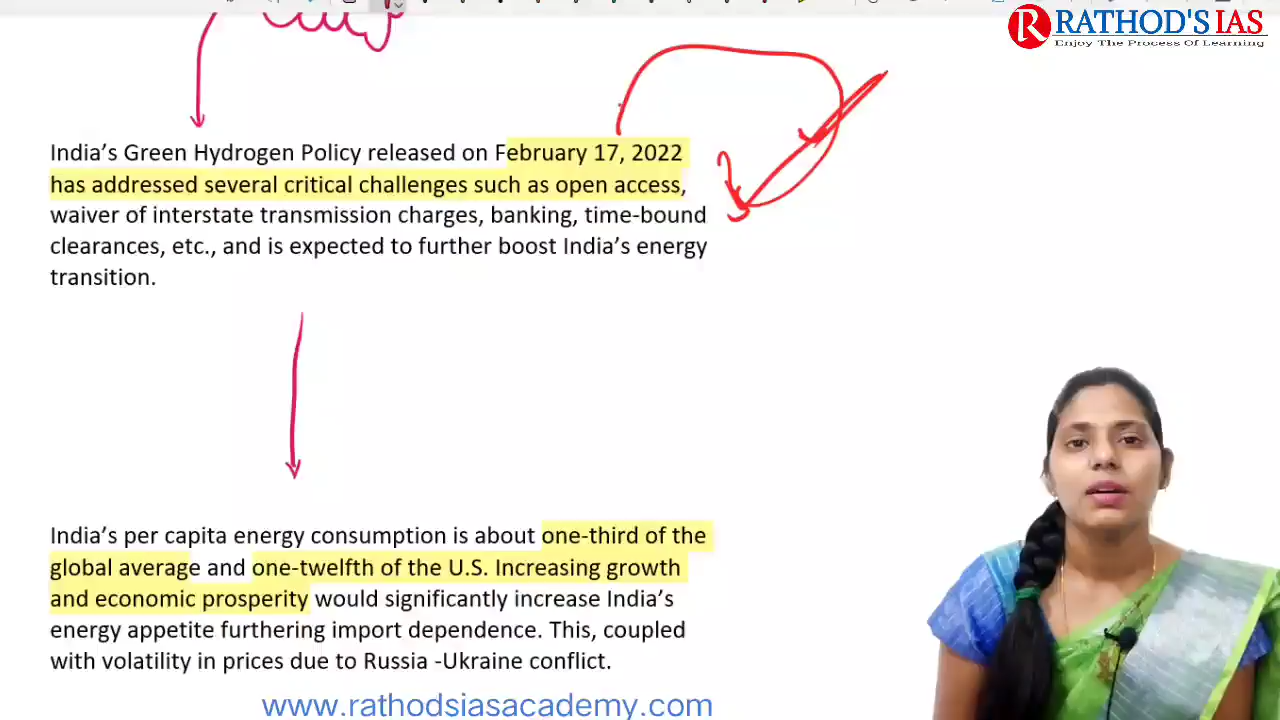 RATHOD'S IAS
Enjoy The Process Of Learning
India’s Green Hydrogen Policy released on February 17, 2022
has addressed several critical challenges such as open access,
waiver of interstate transmission charges, banking, time-bound
clearances, etc., and is expected to further boost India’s energy
transition.
India’s per capita energy consumption is about one-third of the
global average and one-twelfth of the U.S. Increasing growth
and economic prosperity would significantly increase India’s
energy appetite furthering import dependence. This, coupled
with volatility in prices due to Russia -Ukraine conflict.
www.rathodsiasacademy.com